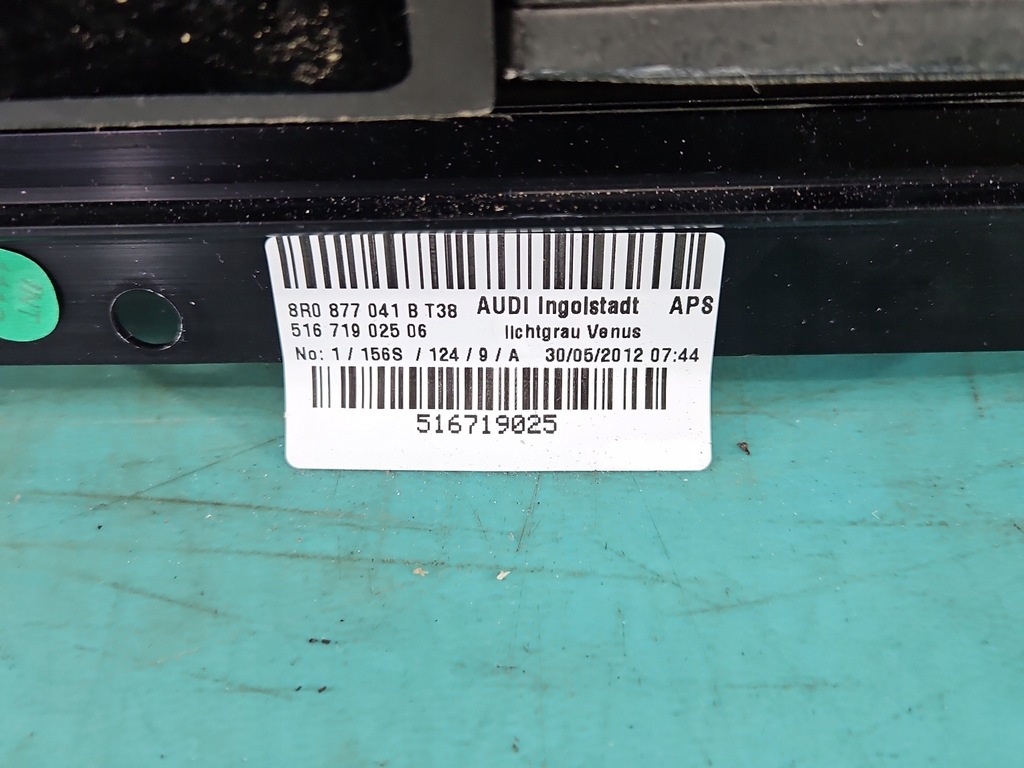 8R0 877 041 B T38 AUDI Ingolstadt APS
516 719 025 06 lichtgrau Venus
No: 1 / 156S / 124 / 9 / A 30/05/2012 07:44
516719025